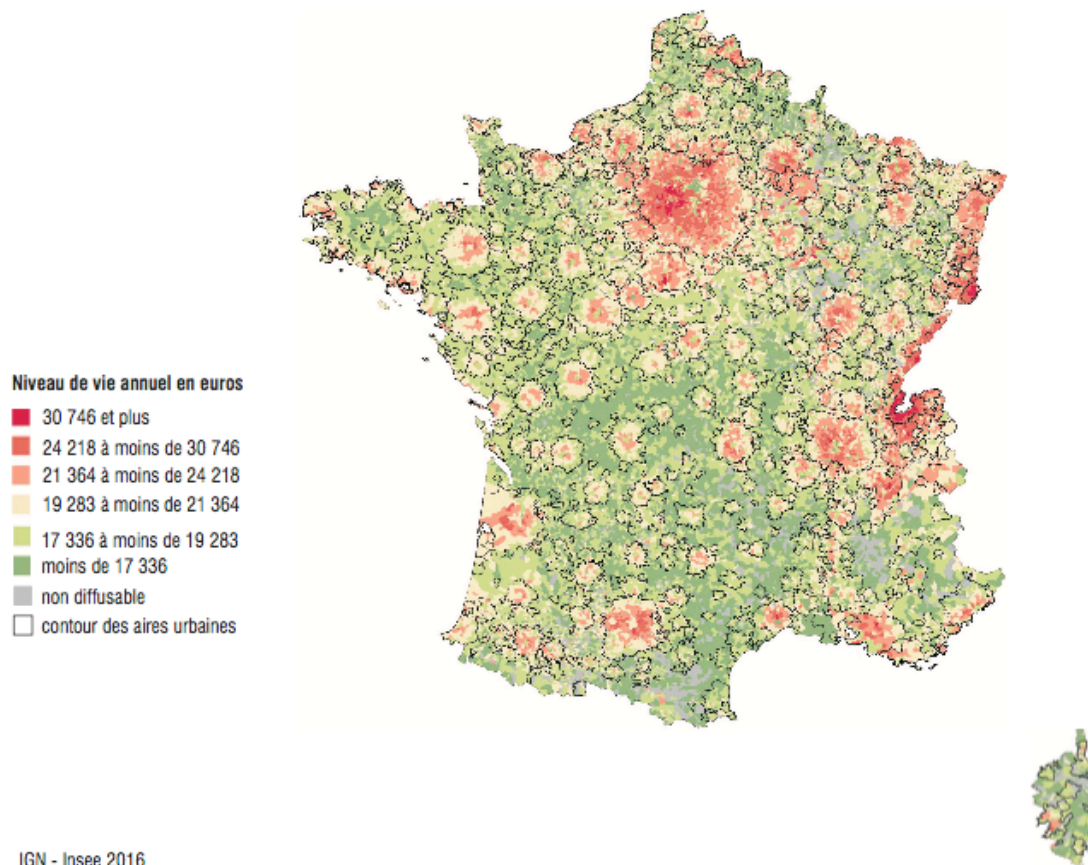 Niveau de vie annuel en euros
30 746 et plus
24 218 à moins de 30 746
21 364 à moins de 24 218
19 283 à moins de 21 364
17 336 à moins de 19 283
moins de 17 336
non diffusable
contour des aires urbaines
IGN - Insee 2016